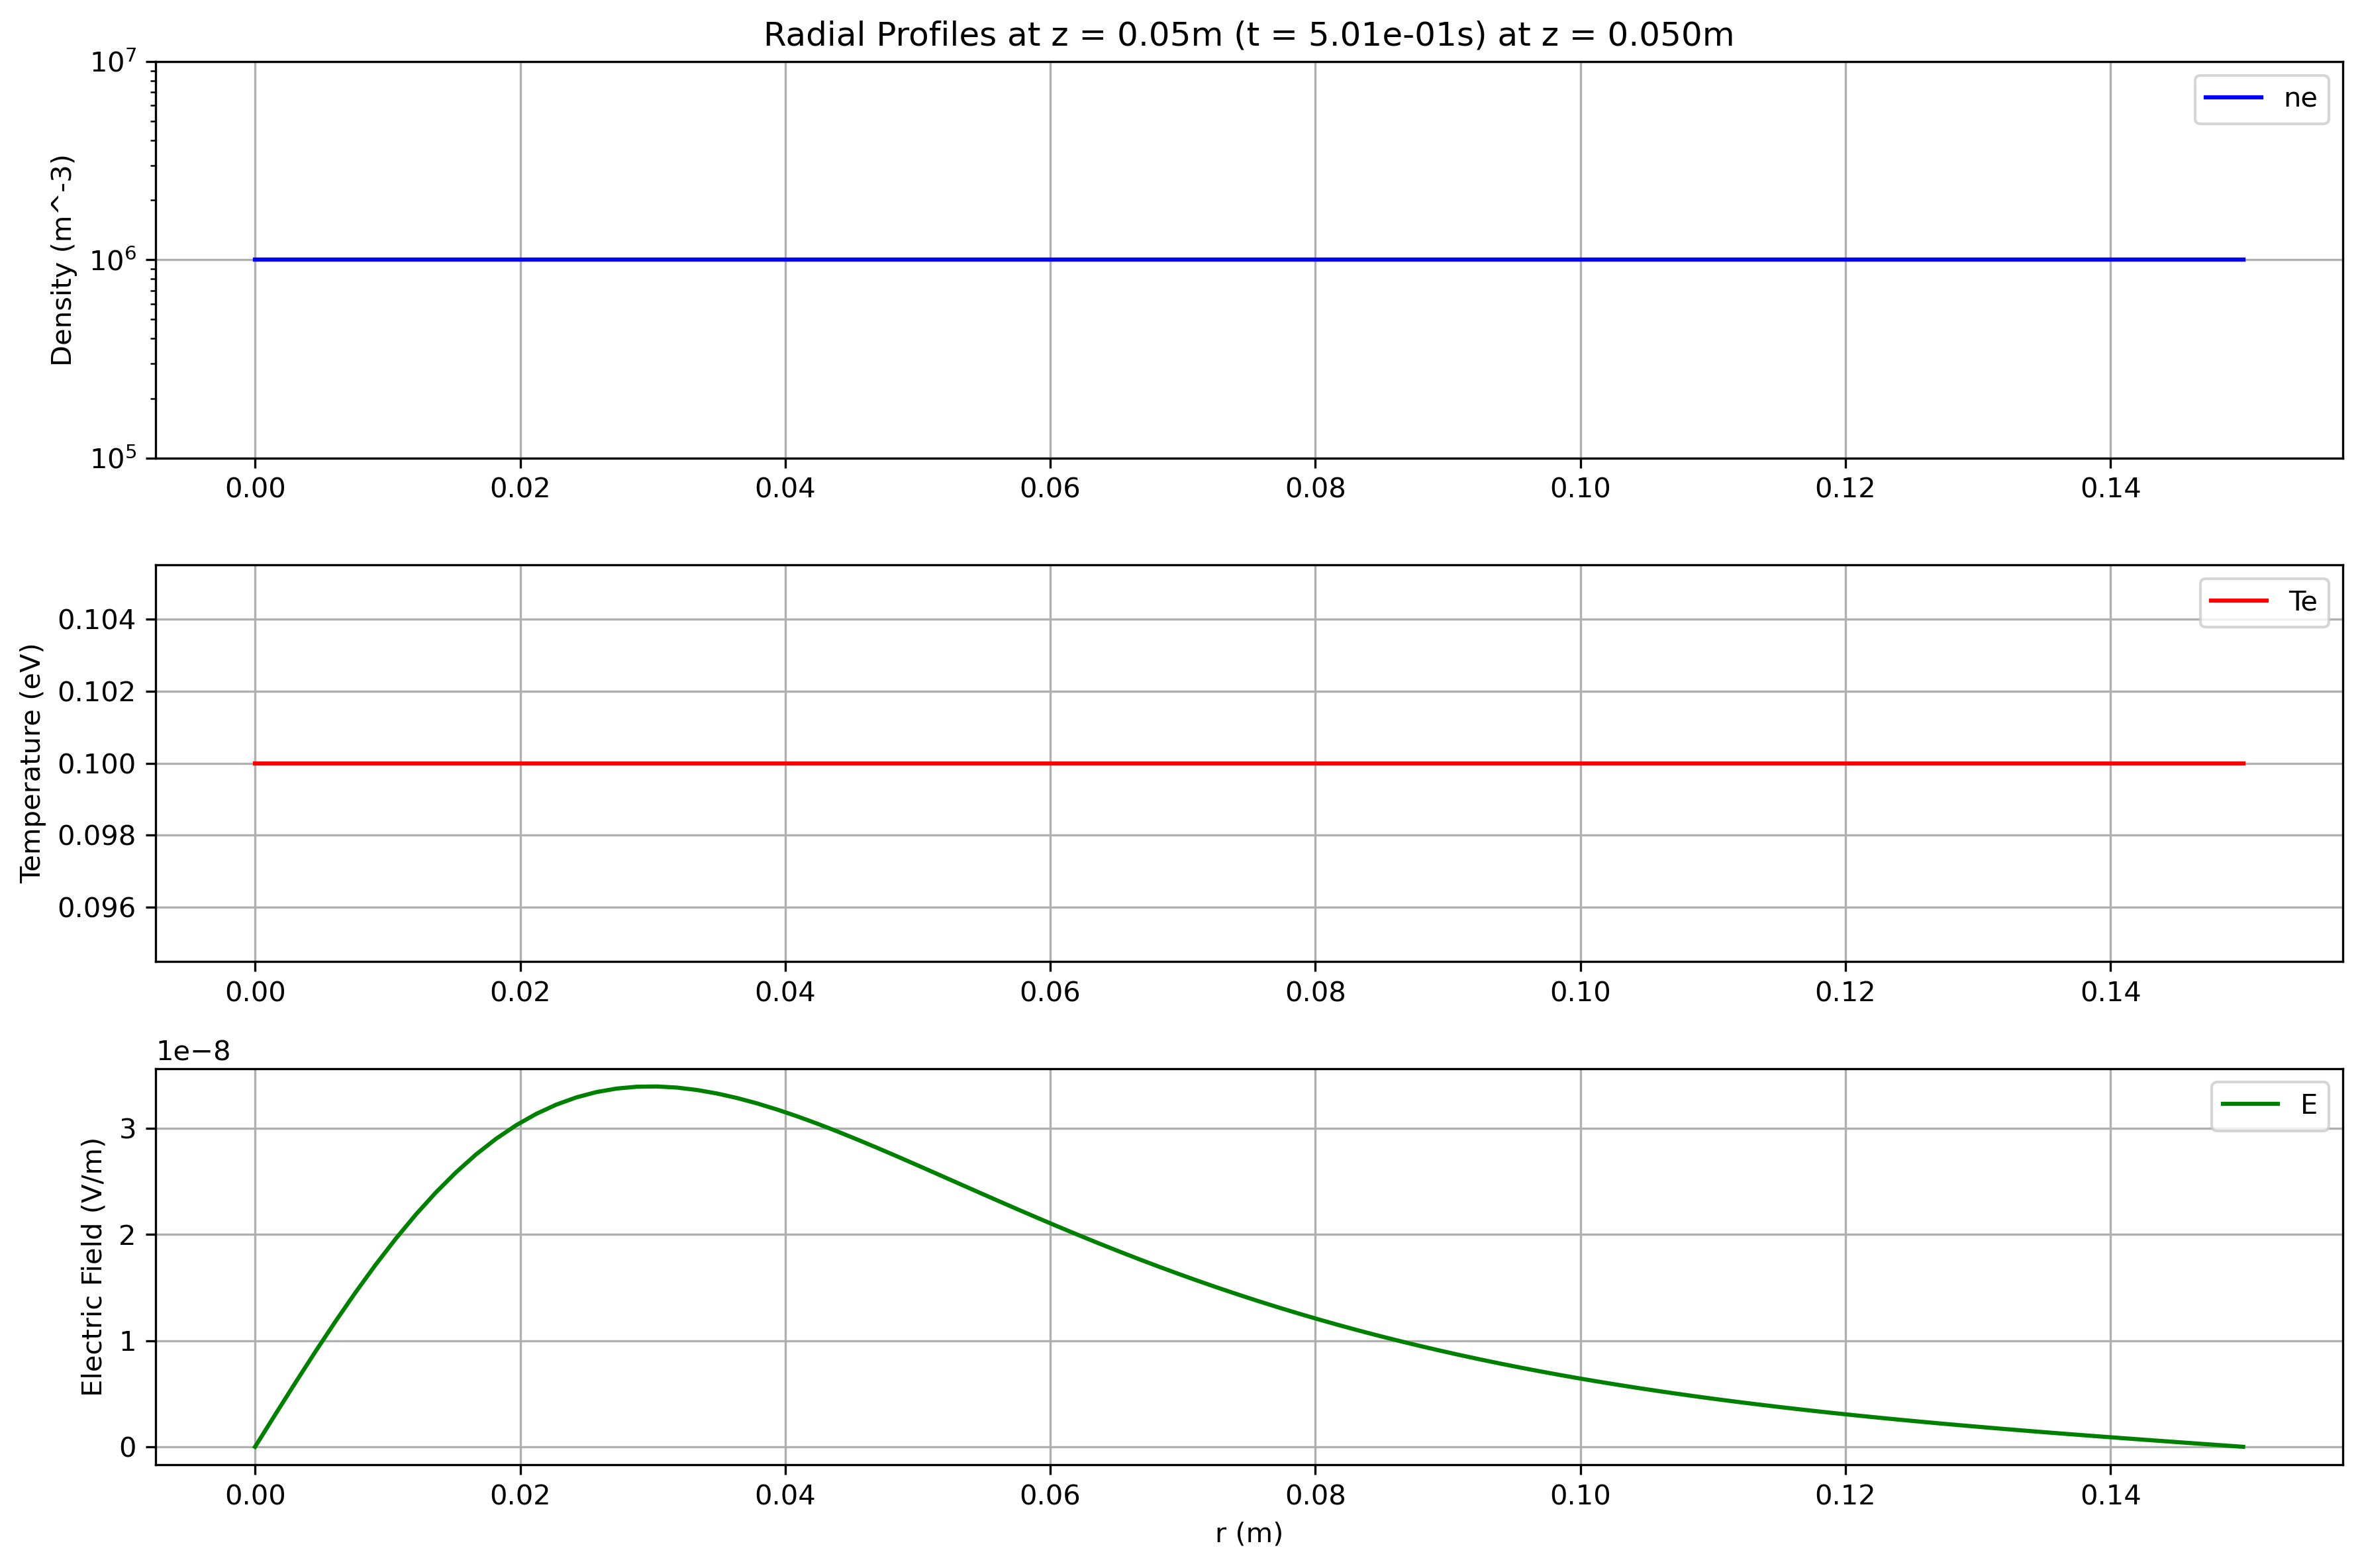 Radial Profiles at z = 0.05m (t = 5.01e-01s) at z = 0.050m
10^7
10^6
10^5
Density (m^-3)
ne
0.00 0.02 0.04 0.06 0.08 0.10 0.12 0.14
0.104
0.102
0.100
0.098
0.096
Temperature (eV)
Te
0.00 0.02 0.04 0.06 0.08 0.10 0.12 0.14
1e−8
3
2
1
0
Electric Field (V/m)
E
0.00 0.02 0.04 0.06 0.08 0.10 0.12 0.14
r (m)